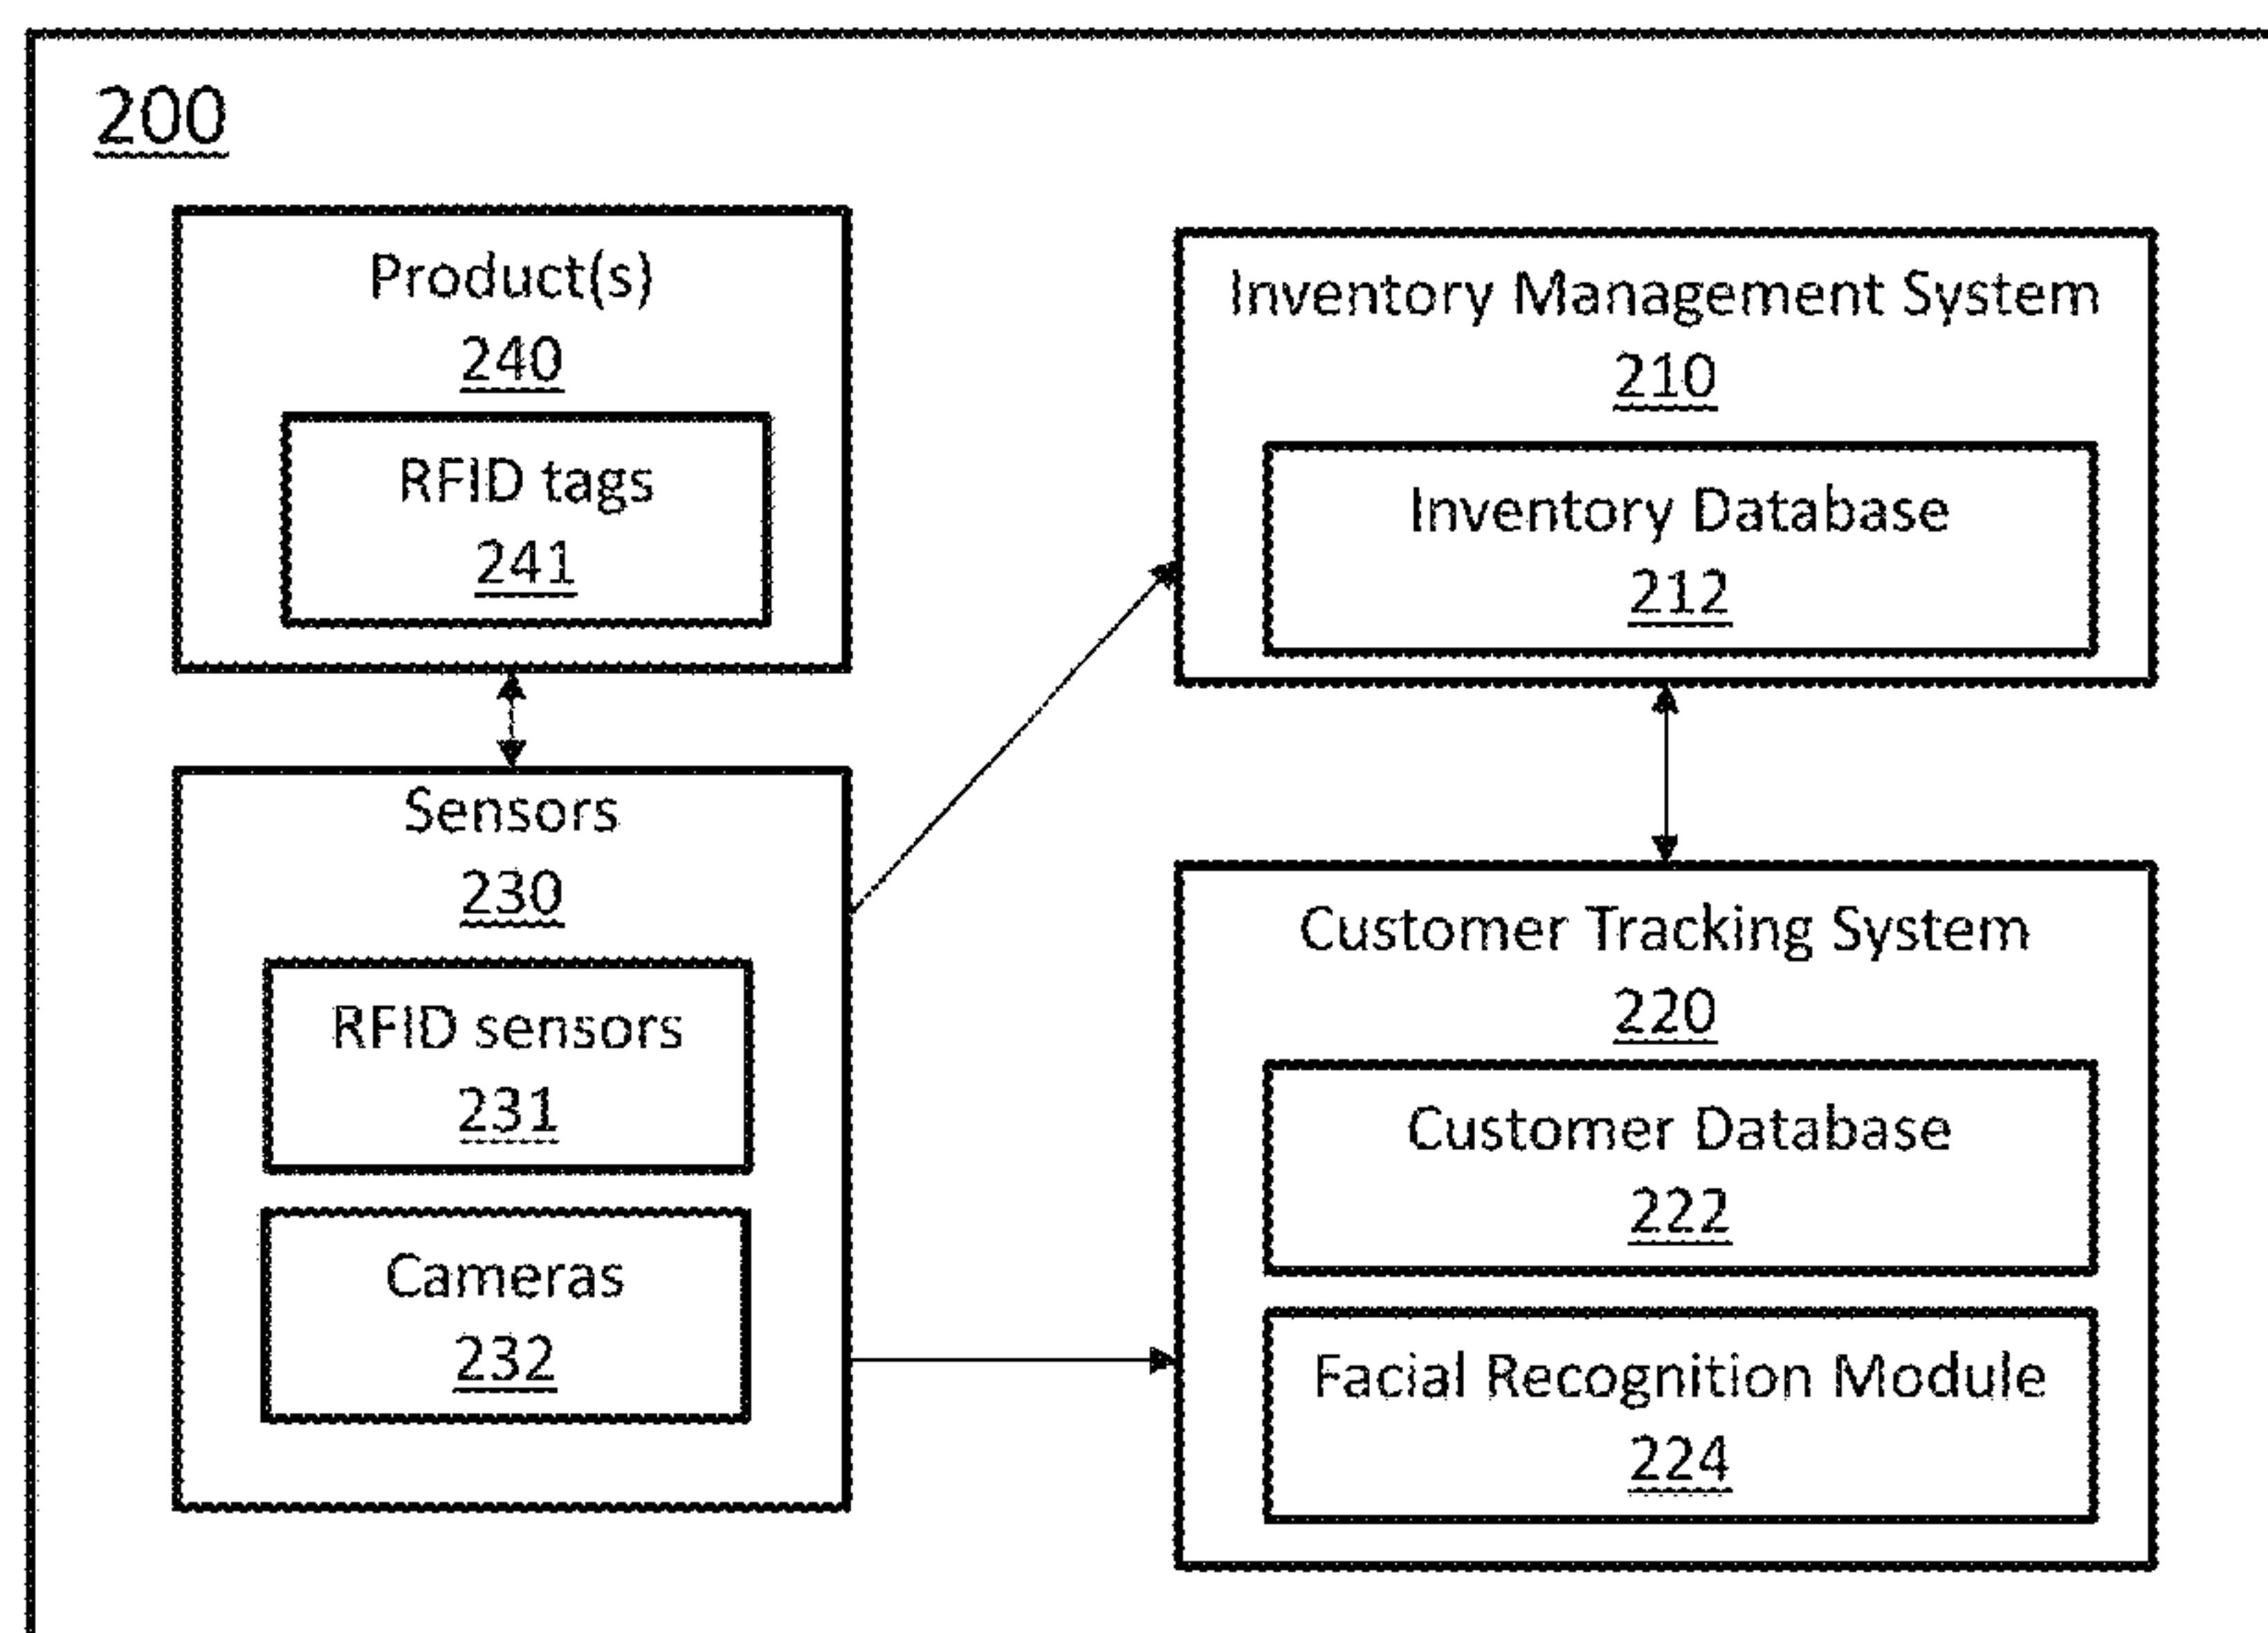 200
Product(s)
240
RFID tags
241
Sensors
230
RFID sensors
231
Cameras
232
Inventory Management System
210
Inventory Database
212
Customer Tracking System
220
Customer Database
222
Facial Recognition Module
224